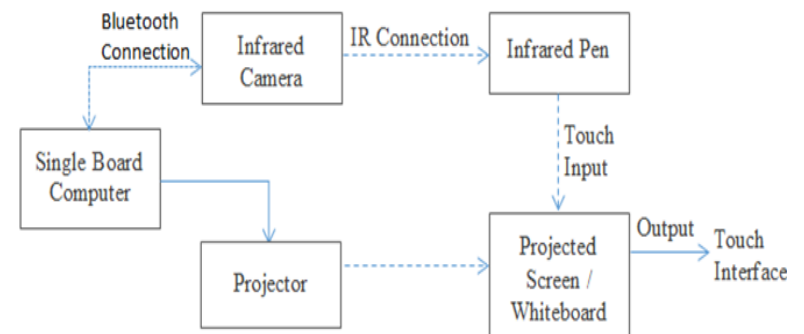 Bluetooth
Connection
Infrared
Camera
IR Connection
Infrared Pen
Single Board
Computer
Touch
Input
Projector
Projected
Screen /
Whiteboard
Output
Touch
Interface